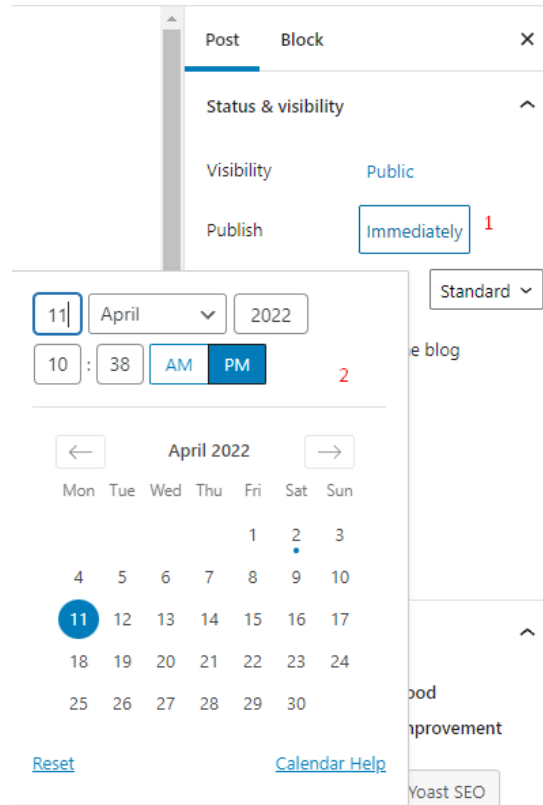 Post Block ×
Status & visibility
Visibility Public
Publish Immediately 1
Standard
11 April 2022
10 : 38 AM PM
2
e blog
← April 2022 →
Mon Tue Wed Thu Fri Sat Sun
1 2 3
4 5 6 7 8 9 10
11 12 13 14 15 16 17
18 19 20 21 22 23 24
25 26 27 28 29 30
ood
nprovement
Reset Calendar Help
Yoast SEO